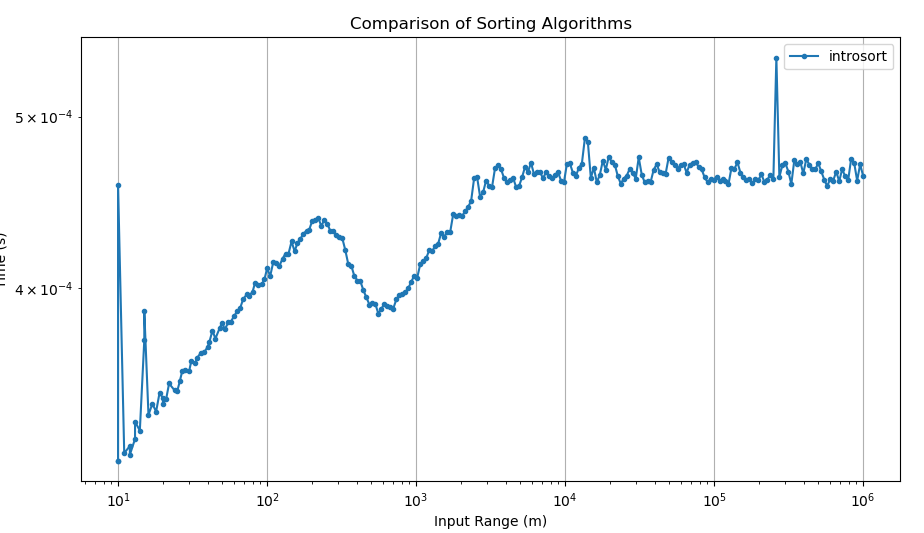 Comparison of Sorting Algorithms
introsort
5 × 10⁻⁴
4 × 10⁻⁴
10¹ 10² 10³ 10⁴ 10⁵ 10⁶
Input Range (m)